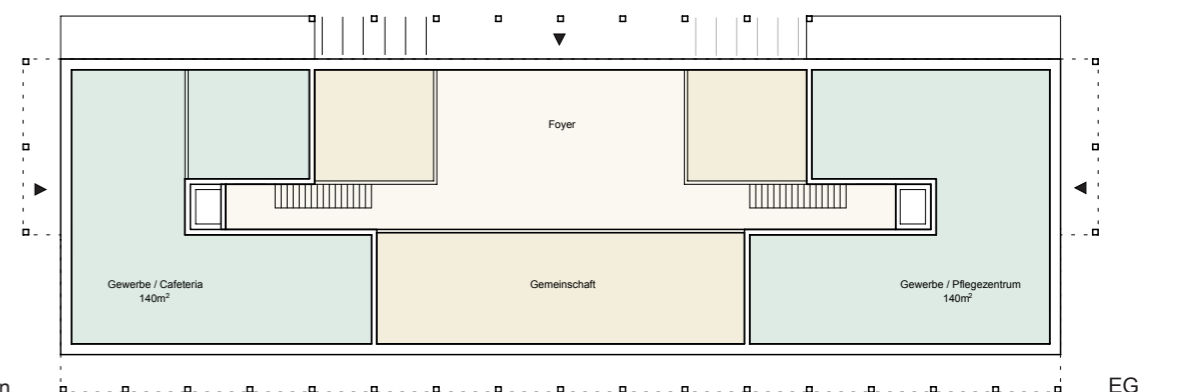 Foyer
Gewerbe / Cafeteria
140m²
Gemeinschaft
Gewerbe / Pflegezentrum
140m²
EG